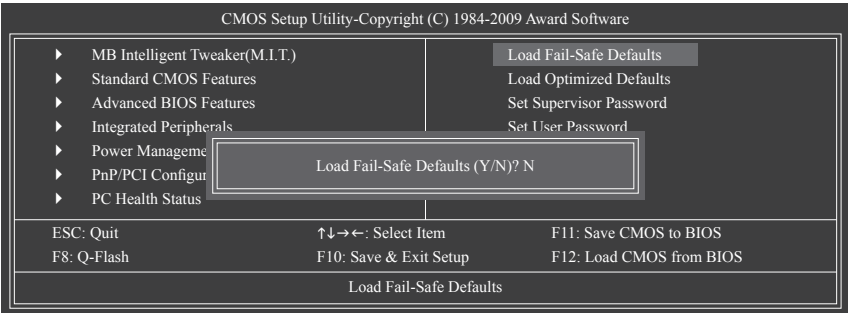 CMOS Setup Utility-Copyright (C) 1984-2009 Award Software
MB Intelligent Tweaker(M.I.T.)
Standard CMOS Features
Advanced BIOS Features
Integrated Peripherals
Power Manageme
PnP/PCI Configur
PC Health Status
Load Fail-Safe Defaults
Load Optimized Defaults
Set Supervisor Password
Set User Password
Load Fail-Safe Defaults (Y/N)? N
ESC: Quit
↑↓→←: Select Item
F11: Save CMOS to BIOS
F8: Q-Flash
F10: Save & Exit Setup
F12: Load CMOS from BIOS
Load Fail-Safe Defaults